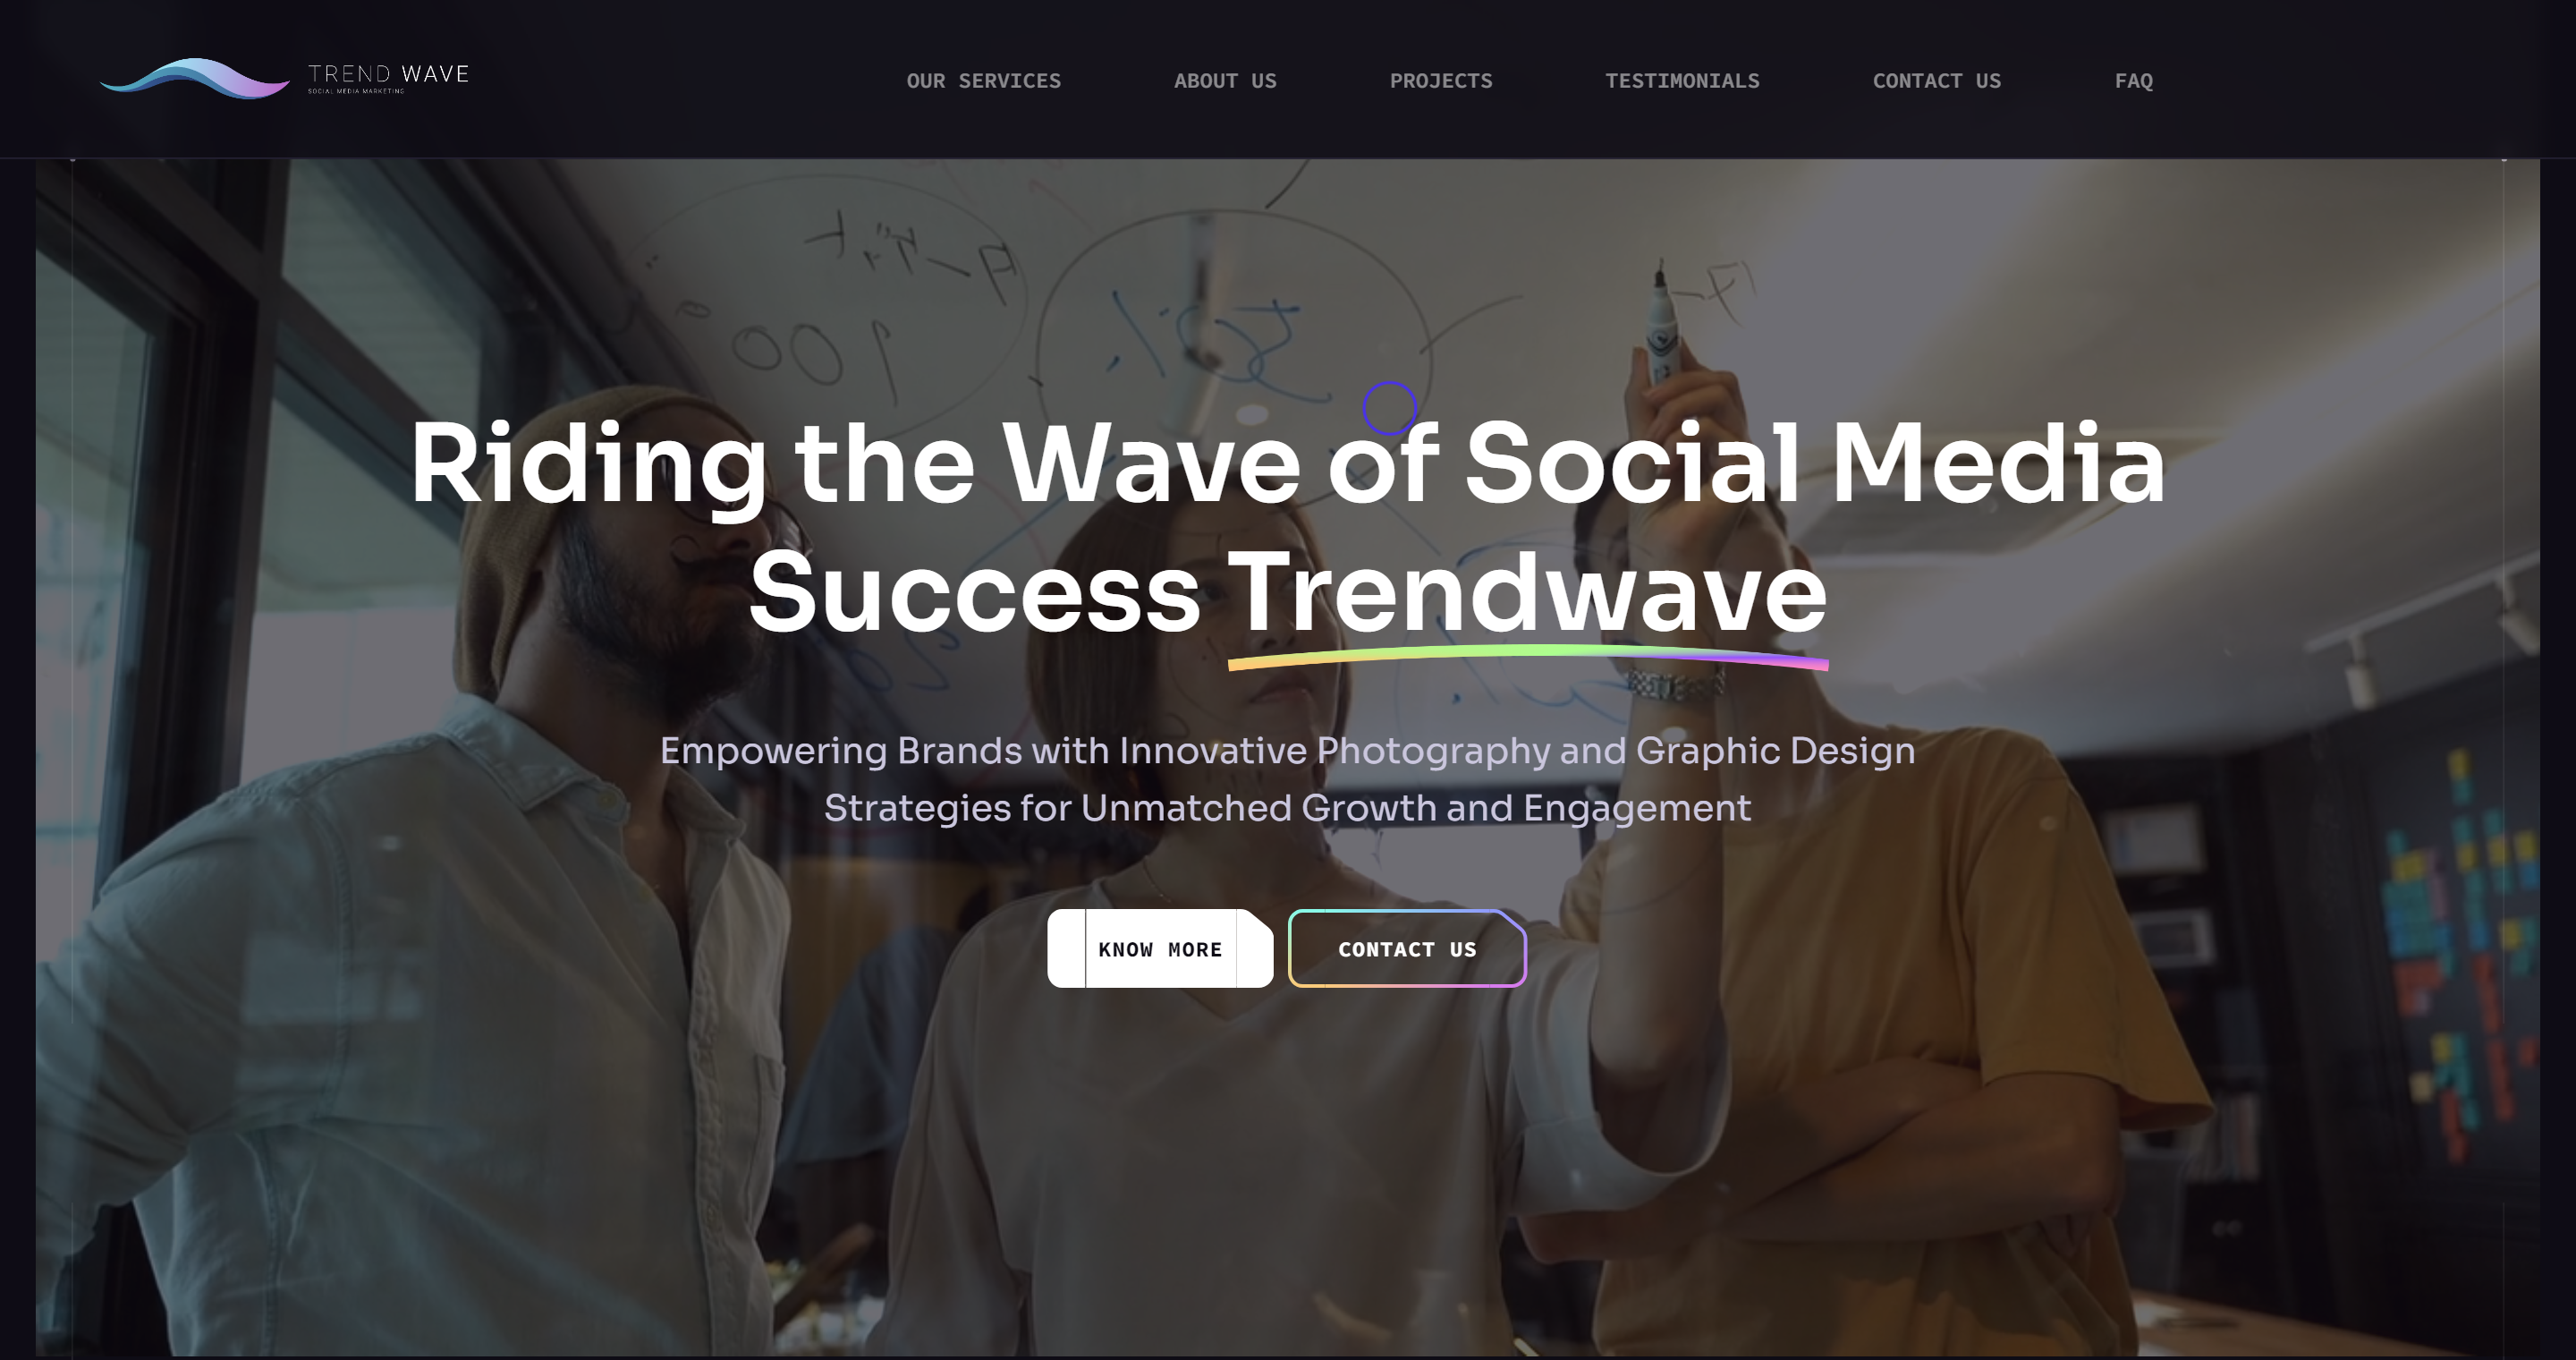 TREND WAVE
SOCIAL MEDIA MARKETING
OUR SERVICES
ABOUT US
PROJECTS
TESTIMONIALS
CONTACT US
FAQ
Riding the Wave of Social Media
Success Trendwave
Empowering Brands with Innovative Photography and Graphic Design
Strategies for Unmatched Growth and Engagement
KNOW MORE
CONTACT US